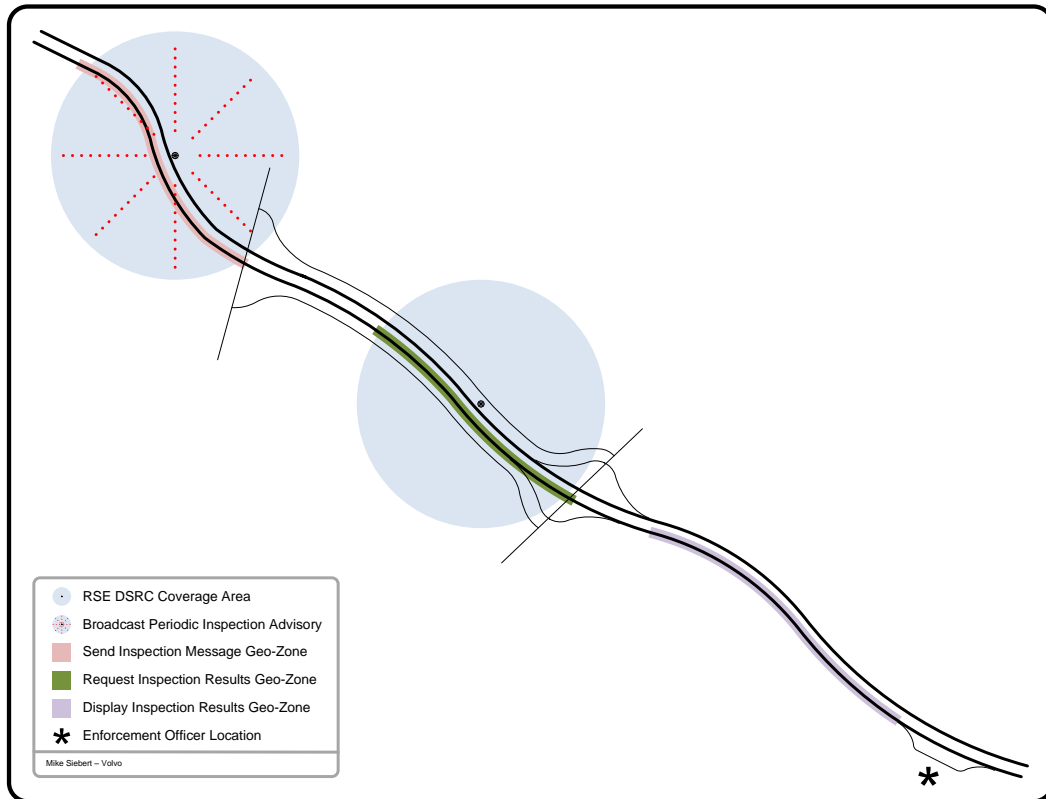 RSE DSRC Coverage Area
Broadcast Periodic Inspection Advisory
Send Inspection Message Geo-Zone
Request Inspection Results Geo-Zone
Display Inspection Results Geo-Zone
Enforcement Officer Location
Mike Siebert – Volvo